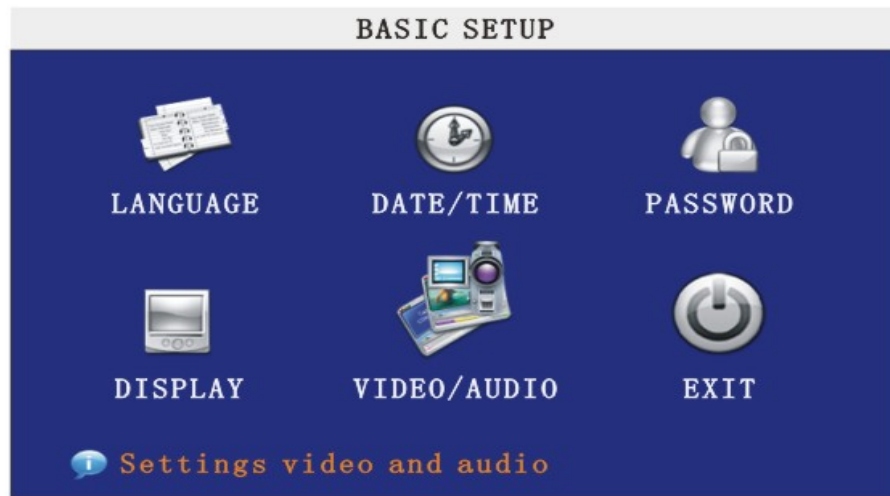 BASIC SETUP
LANGUAGE DATE/TIME PASSWORD
DISPLAY VIDEO/AUDIO EXIT
Settings video and audio